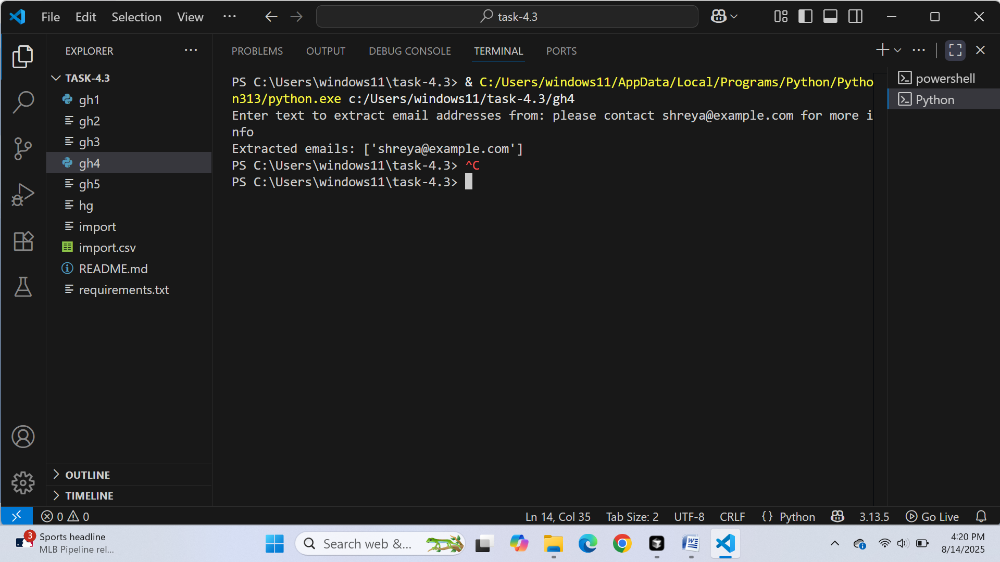 File Edit Selection View ··· task-4.3
EXPLORER ···
TASK-4.3
gh1
gh2
gh3
gh4
gh5
hg
import
import.csv
README.md
requirements.txt
OUTLINE
TIMELINE
PROBLEMS OUTPUT DEBUG CONSOLE TERMINAL PORTS
PS C:\Users\windows11\task-4.3> & C:/Users/windows11/AppData/Local/Programs/Python/Pytho
n313/python.exe c:/Users/windows11/task-4.3/gh4
Enter text to extract email addresses from: please contact shreya@example.com for more i
nfo
Extracted emails: ['shreya@example.com']
PS C:\Users\windows11\task-4.3> ^C
PS C:\Users\windows11\task-4.3>
powershell
Python
0 0 Ln 14, Col 35 Tab Size: 2 UTF-8 CRLF {} Python 3.13.5 Go Live
3
Sports headline
MLB Pipeline rel...
Search web &...
4:20 PM
8/14/2025